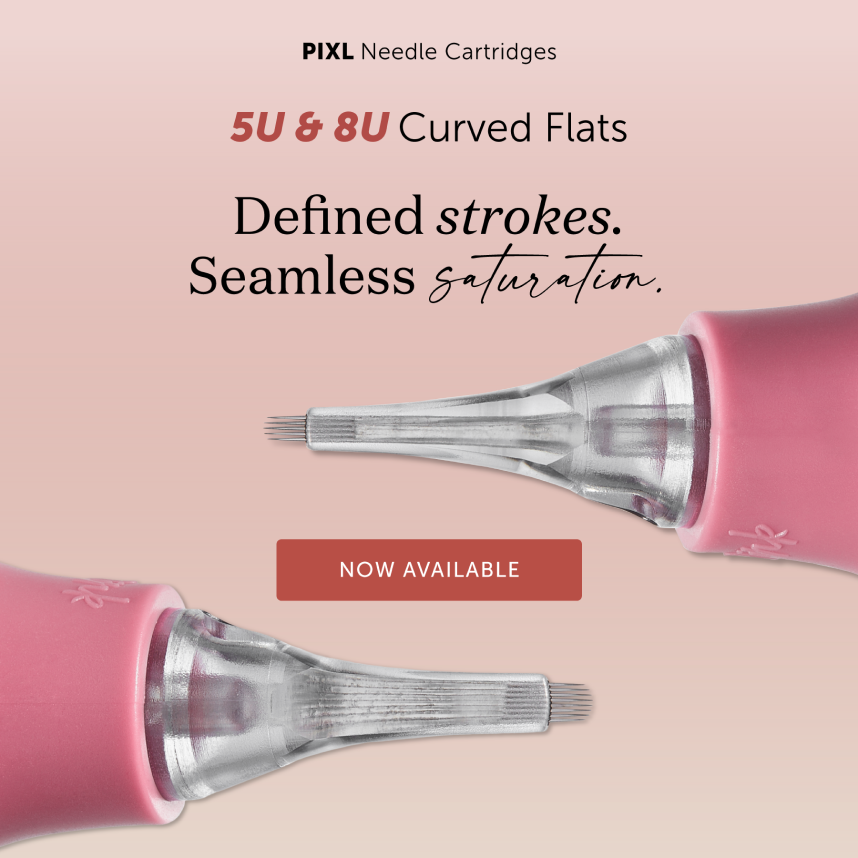 PIXL Needle Cartridges
5U & 8U Curved Flats
Defined strokes.
Seamless saturation.
NOW AVAILABLE